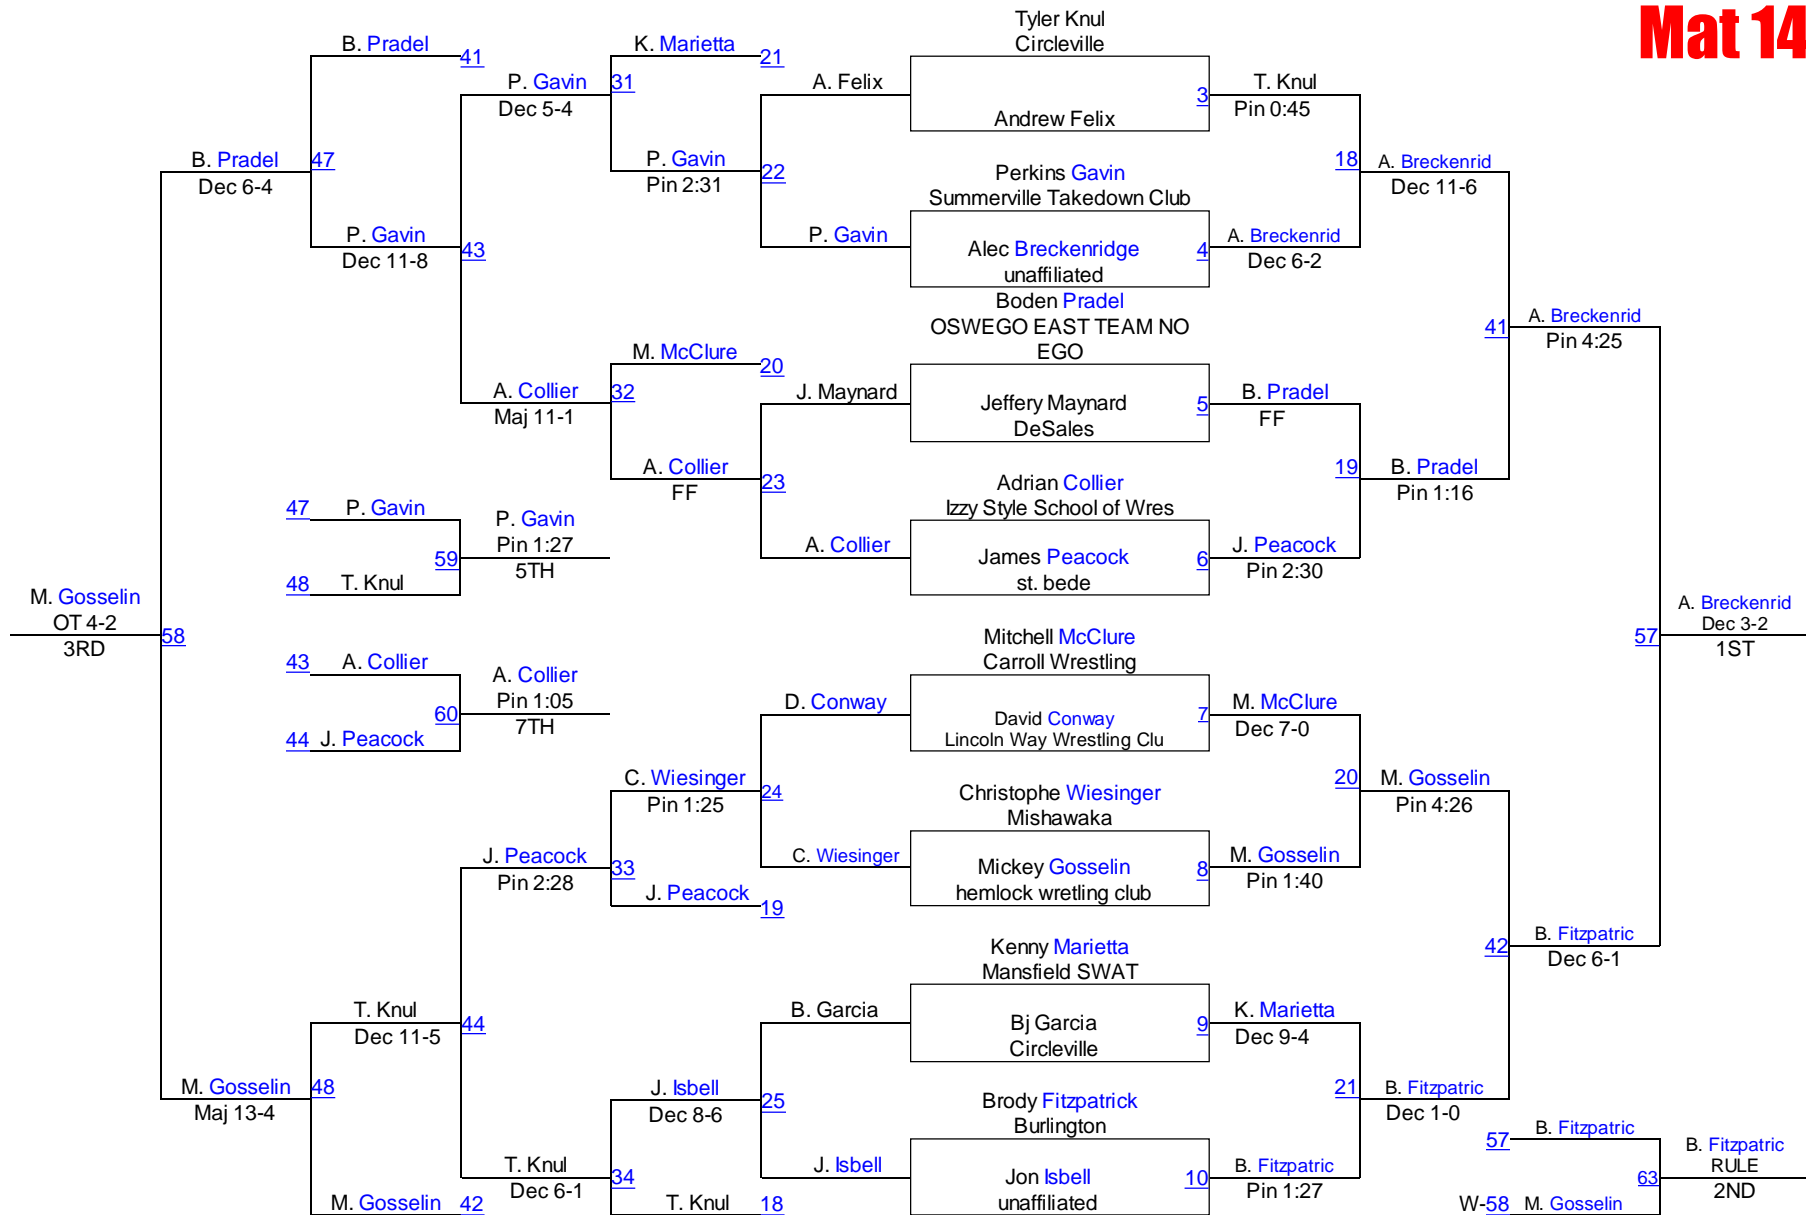 Mat 14
Tyler Knul
Circleville
B. Pradel
41
K. Marietta
21
P. Gavin
31
Dec 5-4
A. Felix
3
T. Knul
Pin 0:45
Andrew Felix
B. Pradel
47
Dec 6-4
P. Gavin
Pin 2:31
22
Perkins Gavin
Summerville Takedown Club
18
A. Breckenrid
Dec 11-6
P. Gavin
Dec 11-8
43
P. Gavin
Alec Breckenridge
unaffiliated
4
A. Breckenrid
Dec 6-2
Boden Pradel
OSWEGO EAST TEAM NO
EGO
41
A. Breckenrid
Pin 4:25
M. McClure
20
A. Collier
32
Maj 11-1
J. Maynard
Jeffery Maynard
DeSales
5
B. Pradel
FF
A. Collier
FF
23
Adrian Collier
Izzy Style School of Wres
19
B. Pradel
Pin 1:16
47
P. Gavin
P. Gavin
Pin 1:27
59
5TH
48
T. Knul
A. Collier
James Peacock
st. bede
6
J. Peacock
Pin 2:30
M. Gosselin
OT 4-2
58
3RD
A. Breckenrid
Dec 3-2
57
1ST
43
A. Collier
A. Collier
Pin 1:05
60
7TH
44
J. Peacock
Mitchell McClure
Carroll Wrestling
D. Conway
David Conway
Lincoln Way Wrestling Clu
7
M. McClure
Dec 7-0
C. Wiesinger
Pin 1:25
24
Christophe Wiesinger
Mishawaka
20
M. Gosselin
Pin 4:26
J. Peacock
Pin 2:28
33
J. Peacock
19
C. Wiesinger
Mickey Gosselin
hemlock wretling club
8
M. Gosselin
Pin 1:40
Kenny Marietta
Mansfield SWAT
42
B. Fitzpatric
Dec 6-1
T. Knul
Dec 11-5
44
B. Garcia
Bj Garcia
Circleville
9
K. Marietta
Dec 9-4
M. Gosselin
48
Maj 13-4
J. Isbell
Dec 8-6
25
Brody Fitzpatrick
Burlington
21
B. Fitzpatric
Dec 1-0
T. Knul
Dec 6-1
34
J. Isbell
Jon Isbell
unaffiliated
10
B. Fitzpatric
Pin 1:27
M. Gosselin
42
T. Knul
18
57
B. Fitzpatric
B. Fitzpatric
RULE
63
2ND
W-58
M. Gosselin